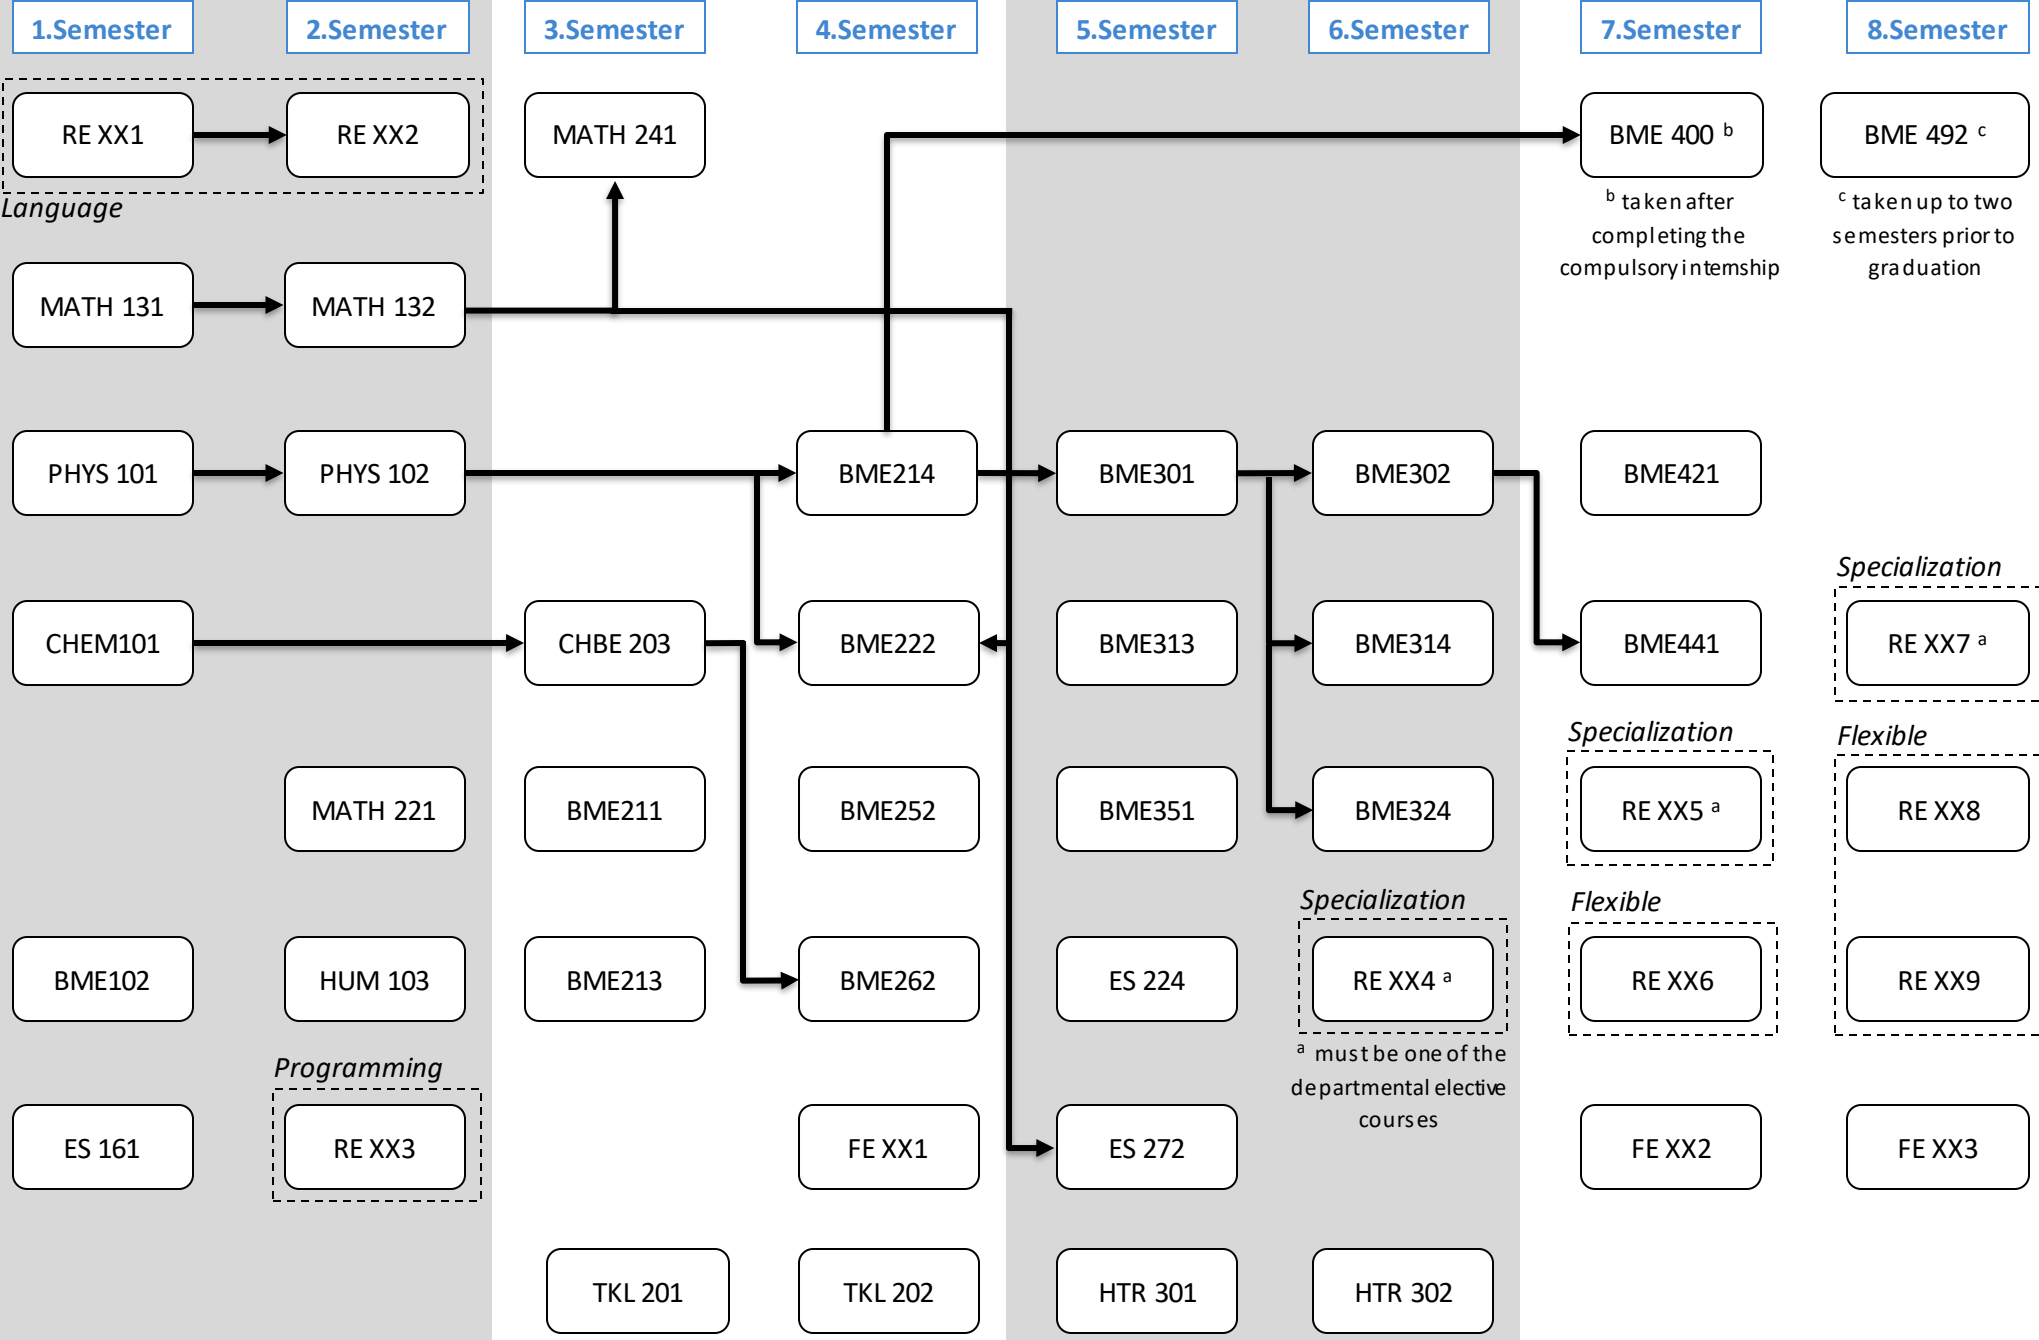 1.Semester
2.Semester
3.Semester
4.Semester
5.Semester
6.Semester
7.Semester
8.Semester
RE XX1
RE XX2
MATH 241
BME 400 b
BME 492 c
Language
b taken after
completing the
compulsory internship
c taken up to two
semesters prior to
graduation
MATH 131
MATH 132
PHYS 101
PHYS 102
BME214
BME301
BME302
BME421
CHEM101
CHBE 203
BME222
BME313
BME314
BME441
Specialization
RE XX7 a
MATH 221
BME211
BME252
BME351
BME324
Specialization
RE XX5 a
Flexible
RE XX8
BME102
HUM 103
BME213
BME262
ES 224
Specialization
RE XX4 a
a must be one of the
departmental elective
courses
Flexible
RE XX6
RE XX9
ES 161
Programming
RE XX3
FE XX1
ES 272
FE XX2
FE XX3
TKL 201
TKL 202
HTR 301
HTR 302